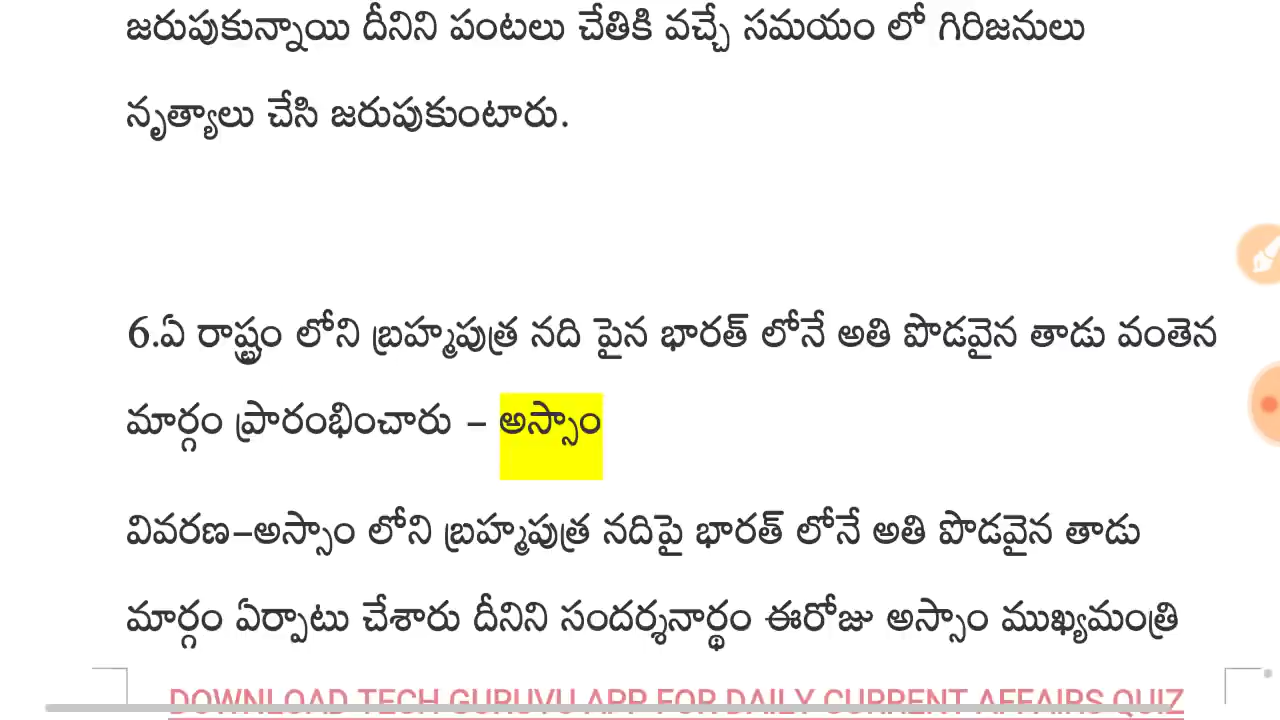 జరుపుకున్నాయి దీనిని పంటలు చేతికి వచ్చే సమయం లో గిరిజనులు
నృత్యాలు చేసి జరుపుకుంటారు.
6.ఏ రాష్ట్రం లోని బ్రహ్మపుత్ర నది పైన భారత్ లోనే అతి పొడవైన తాడు వంతెన
మార్గం ప్రారంభించారు – అస్సాం
వివరణ–అస్సాం లోని బ్రహ్మపుత్ర నదిపై భారత్ లోనే అతి పొడవైన తాడు
మార్గం ఏర్పాటు చేశారు దీనిని సందర్శనార్థం ఈరోజు అస్సాం ముఖ్యమంత్రి
DOWNLOAD TECH GURUVU APP FOR DAILY CURRENT AFFAIRS QUIZ